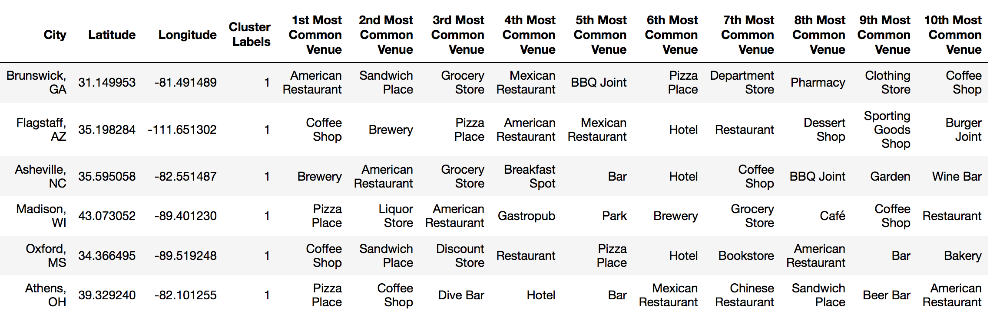 City Latitude Longitude Cluster Labels 1st Most Common Venue 2nd Most Common Venue 3rd Most Common Venue 4th Most Common Venue 5th Most Common Venue 6th Most Common Venue 7th Most Common Venue 8th Most Common Venue 9th Most Common Venue 10th Most Common Venue
Brunswick, GA 31.149953 -81.491489 1 American Restaurant Sandwich Place Grocery Store Mexican Restaurant BBQ Joint Pizza Place Department Store Pharmacy Clothing Store Coffee Shop
Flagstaff, AZ 35.198284 -111.651302 1 Coffee Shop Brewery Pizza Place American Restaurant Mexican Restaurant Hotel Restaurant Dessert Shop Sporting Goods Shop Burger Joint
Asheville, NC 35.595058 -82.551487 1 Brewery American Restaurant Grocery Store Breakfast Spot Bar Hotel Coffee Shop BBQ Joint Garden Wine Bar
Madison, WI 43.073052 -89.401230 1 Pizza Place Liquor Store American Restaurant Gastropub Park Brewery Grocery Store Café Coffee Shop Restaurant
Oxford, MS 34.366495 -89.519248 1 Coffee Shop Sandwich Place Discount Store Restaurant Pizza Place Hotel Bookstore American Restaurant Bar Bakery
Athens, OH 39.329240 -82.101255 1 Pizza Place Coffee Shop Dive Bar Hotel Bar Mexican Restaurant Chinese Restaurant Sandwich Place Beer Bar American Restaurant